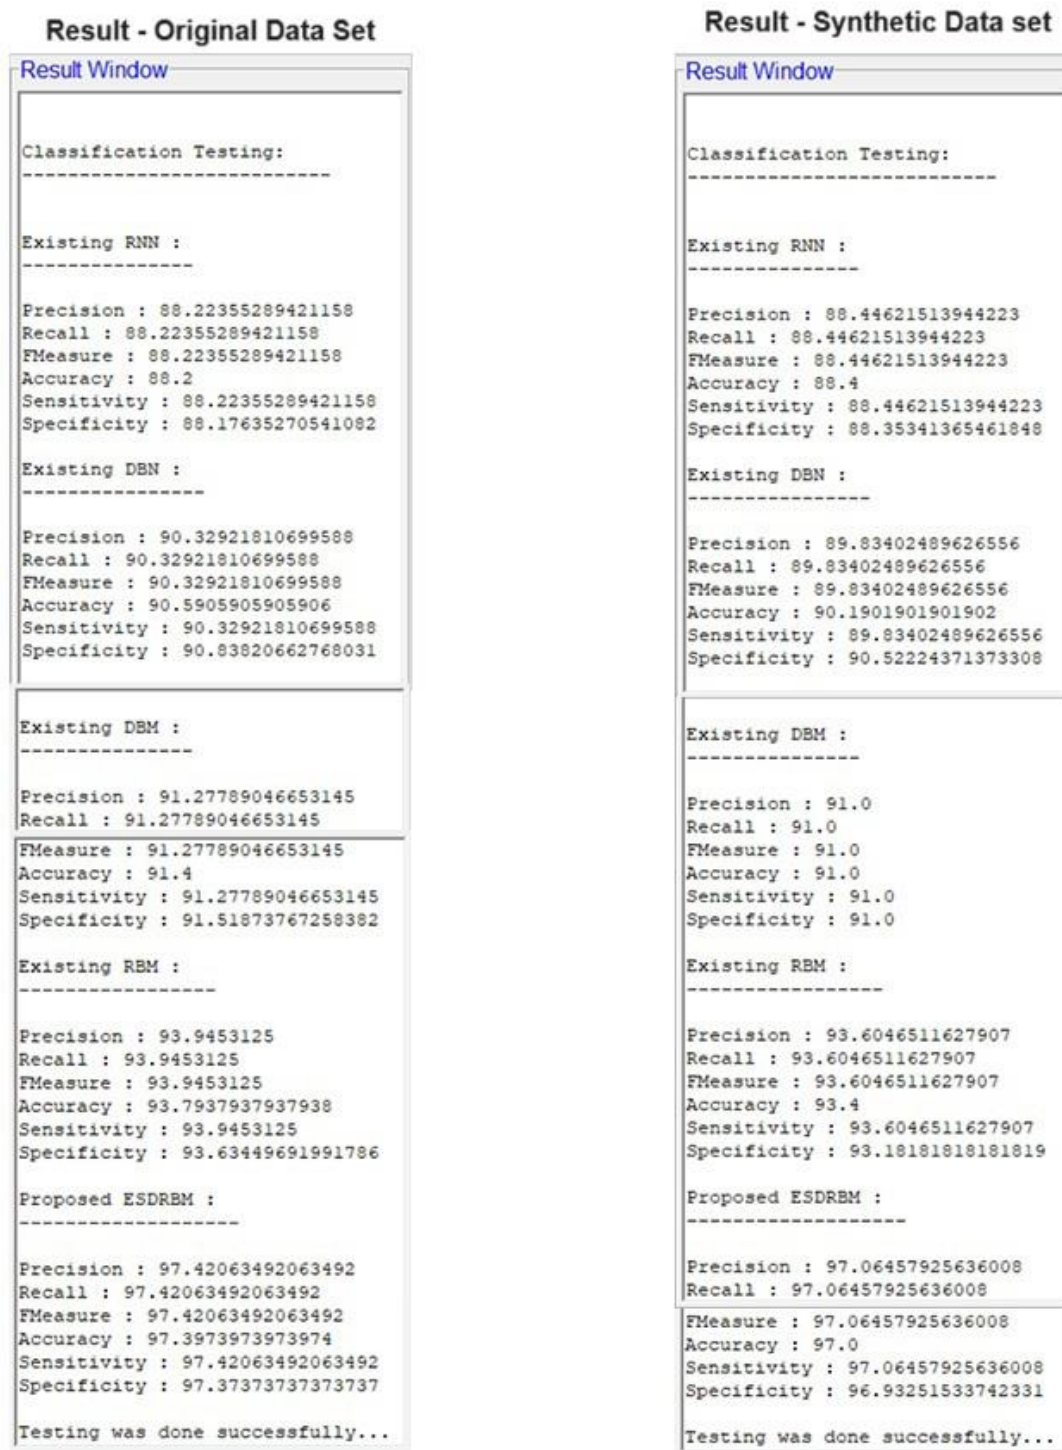 Result - Original Data Set
Result Window
Classification Testing:
---------------------------
Existing RNN :
---------------
Precision : 88.22355289421158
Recall : 88.22355289421158
FMeasure : 88.22355289421158
Accuracy : 88.2
Sensitivity : 88.22355289421158
Specificity : 88.17635270541082
Existing DBN :
----------------
Precision : 90.32921810699588
Recall : 90.32921810699588
FMeasure : 90.32921810699588
Accuracy : 90.5905905905906
Sensitivity : 90.32921810699588
Specificity : 90.83820662768031
Existing DBM :
---------------
Precision : 91.27789046653145
Recall : 91.27789046653145
FMeasure : 91.27789046653145
Accuracy : 91.4
Sensitivity : 91.27789046653145
Specificity : 91.51873767258382
Existing RBM :
-----------------
Precision : 93.9453125
Recall : 93.9453125
FMeasure : 93.9453125
Accuracy : 93.7937937937938
Sensitivity : 93.9453125
Specificity : 93.63449691991786
Proposed ESDRBM :
-------------------
Precision : 97.42063492063492
Recall : 97.42063492063492
FMeasure : 97.42063492063492
Accuracy : 97.3973973973974
Sensitivity : 97.42063492063492
Specificity : 97.37373737373737
Testing was done successfully...
Result - Synthetic Data set
Result Window
Classification Testing:
---------------------------
Existing RNN :
---------------
Precision : 88.44621513944223
Recall : 88.44621513944223
FMeasure : 88.44621513944223
Accuracy : 88.4
Sensitivity : 88.44621513944223
Specificity : 88.35341365461848
Existing DBN :
----------------
Precision : 89.83402489626556
Recall : 89.83402489626556
FMeasure : 89.83402489626556
Accuracy : 90.1901901901902
Sensitivity : 89.83402489626556
Specificity : 90.52224371373308
Existing DBM :
---------------
Precision : 91.0
Recall : 91.0
FMeasure : 91.0
Accuracy : 91.0
Sensitivity : 91.0
Specificity : 91.0
Existing RBM :
-----------------
Precision : 93.6046511627907
Recall : 93.6046511627907
FMeasure : 93.6046511627907
Accuracy : 93.4
Sensitivity : 93.6046511627907
Specificity : 93.18181818181819
Proposed ESDRBM :
-------------------
Precision : 97.06457925636008
Recall : 97.06457925636008
FMeasure : 97.06457925636008
Accuracy : 97.0
Sensitivity : 97.06457925636008
Specificity : 96.93251533742331
Testing was done successfully...